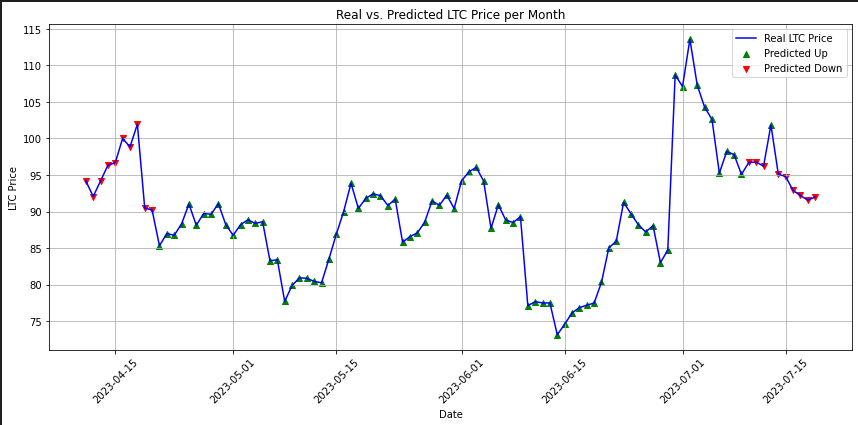 Real vs. Predicted LTC Price per Month
Real LTC Price
Predicted Up
Predicted Down
LTC Price
115
110
105
100
95
90
85
80
75
2023-04-15
2023-05-01
2023-05-15
2023-06-01
2023-06-15
2023-07-01
2023-07-15
Date